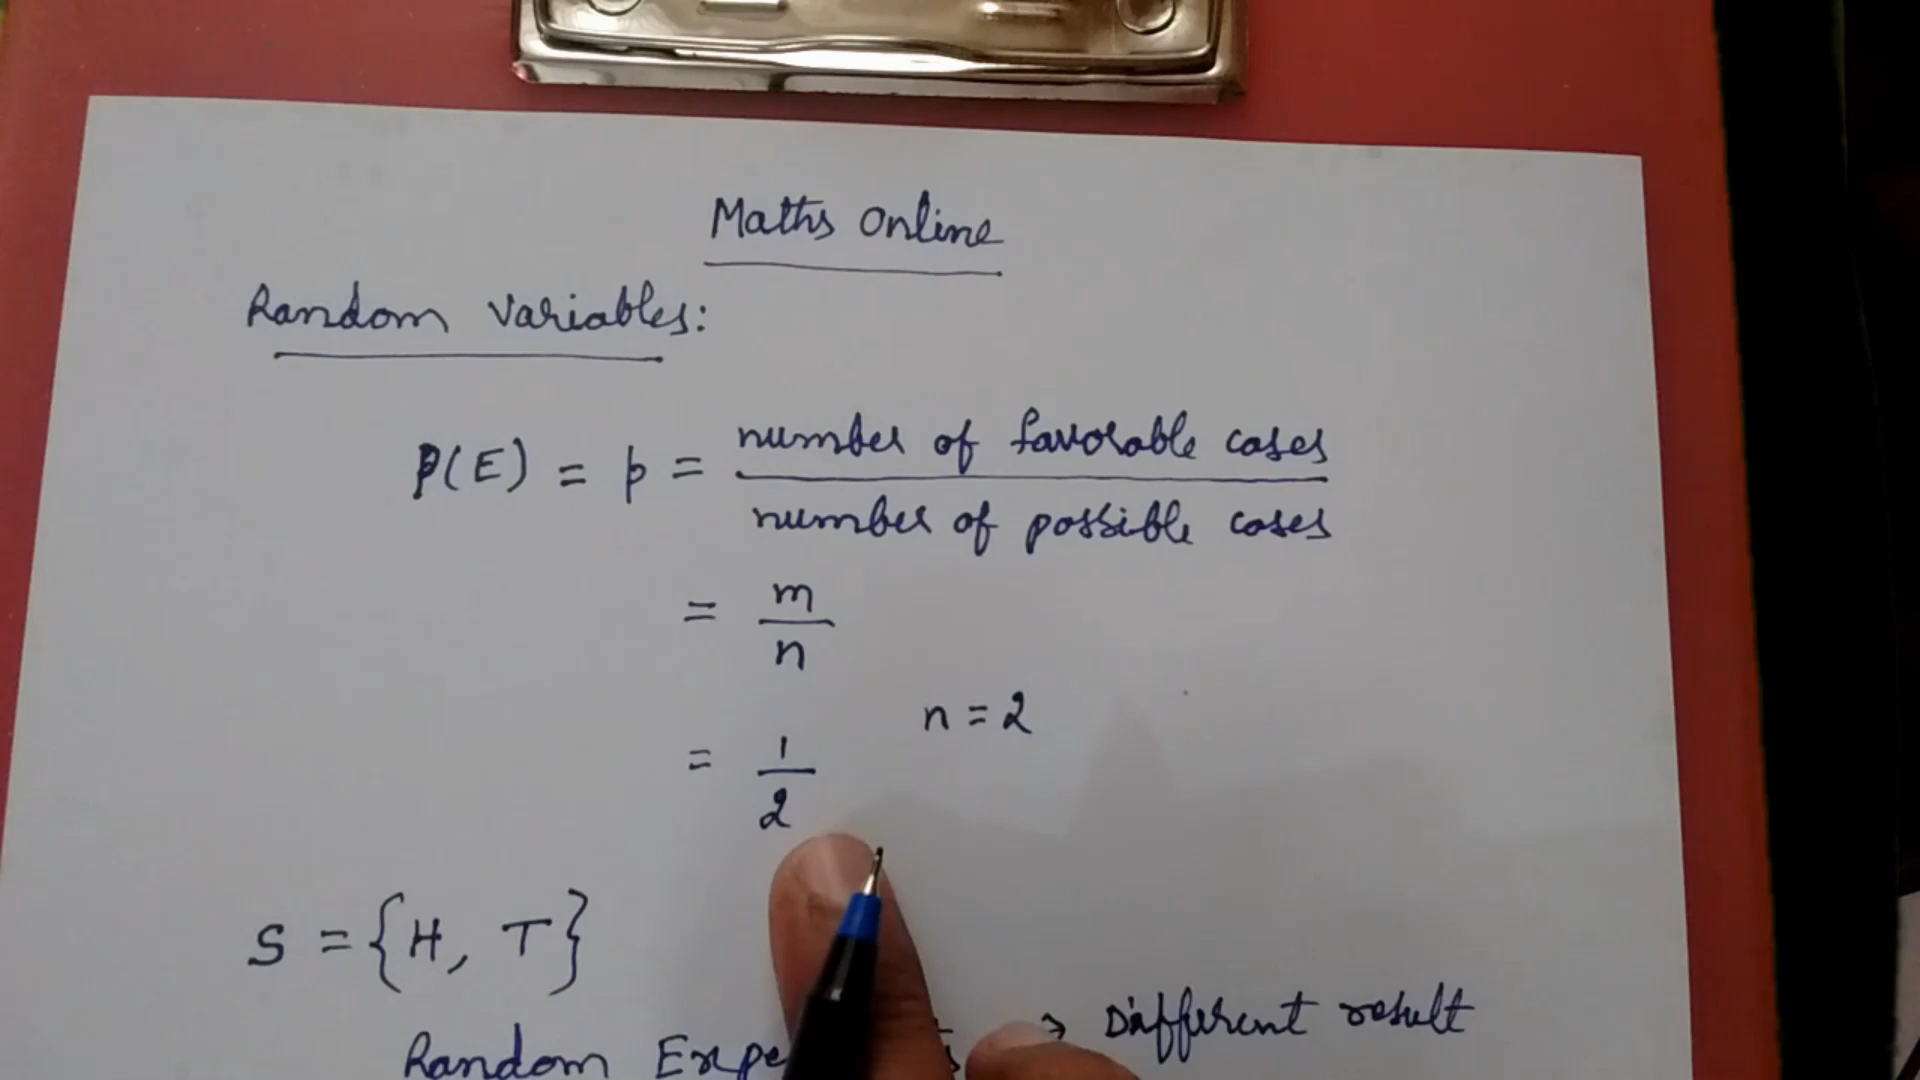 Maths Online
Random Variables:
P(E) = p = number of favorable cases
number of possible cases
= m
n
n = 2
= 1
2
S = {H, T}
→ Different result
Random